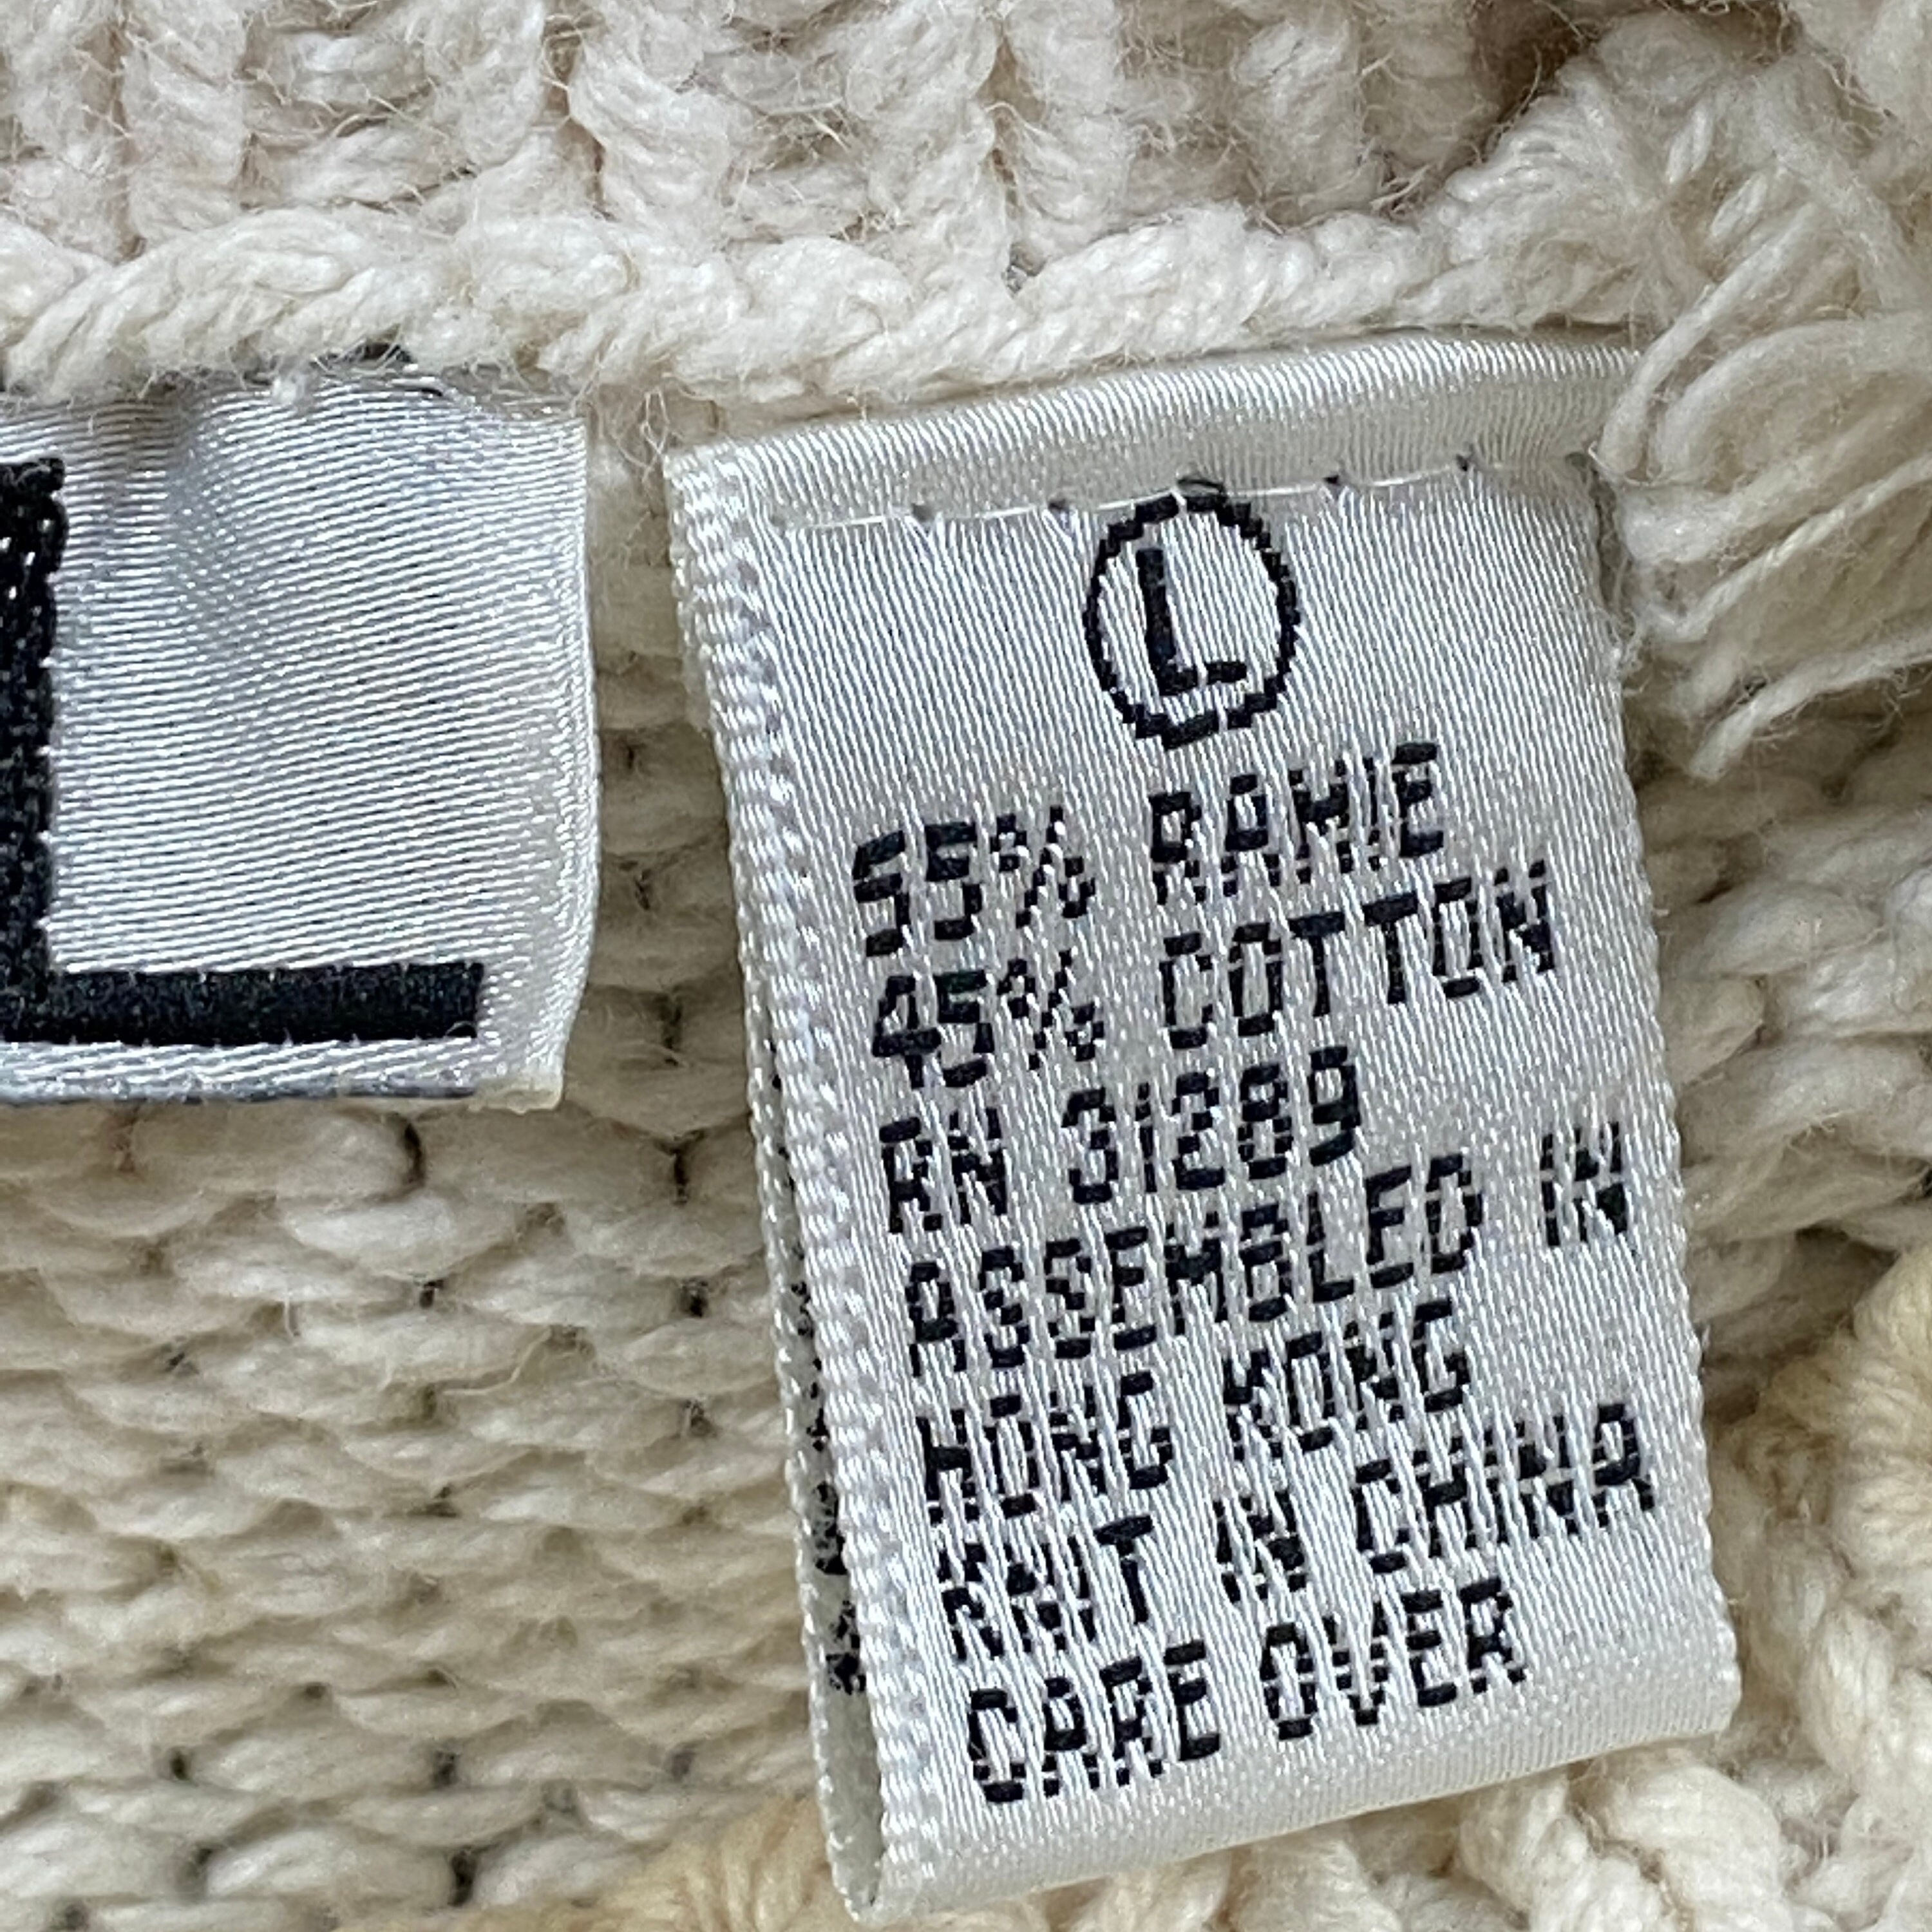 L
55% RAMIE
45% COTTON
RN 31289
ASSEMBLED IN
HONG KONG
KNIT IN CHINA
CARE OVER